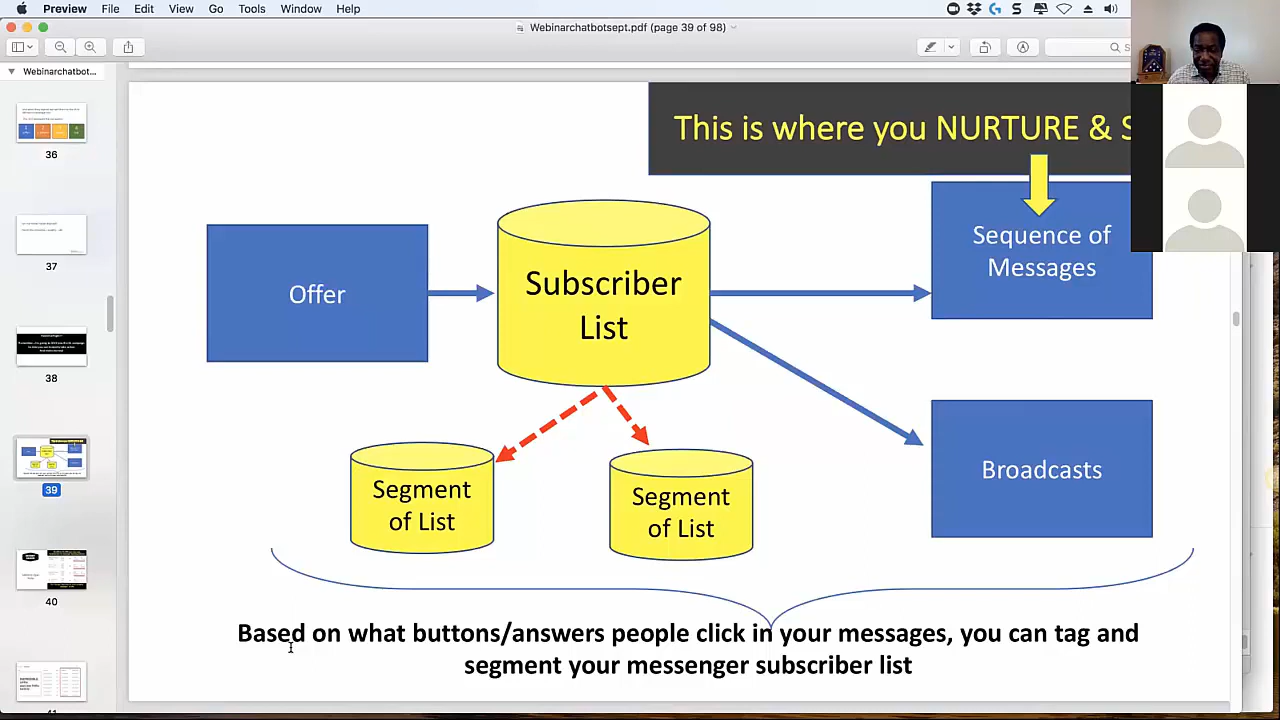 Preview File Edit View Go Tools Window Help
Webinarchatbotsept.pdf (page 39 of 98)
Webinarchatbot...
36
37
38
39
40
This is where you NURTURE & S
Sequence of
Messages
Offer
Subscriber
List
Segment
of List
Segment
of List
Broadcasts
Based on what buttons/answers people click in your messages, you can tag and
segment your messenger subscriber list